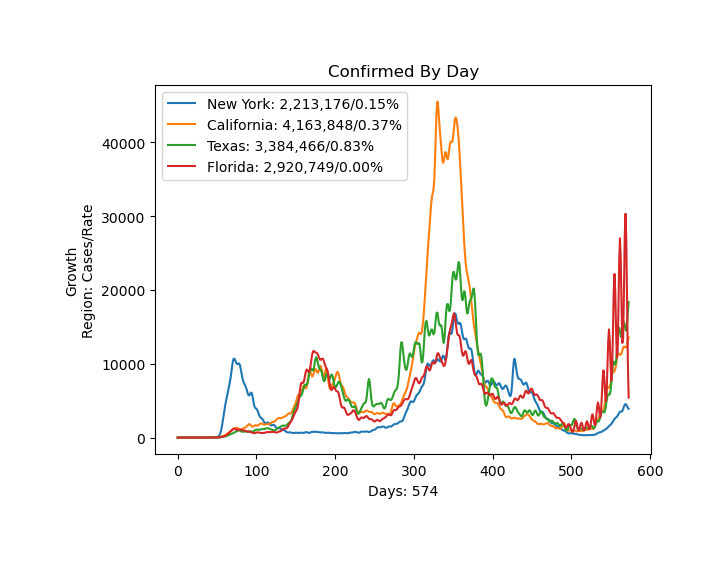 Confirmed By Day
New York: 2,213,176/0.15%
California: 4,163,848/0.37%
Texas: 3,384,466/0.83%
Florida: 2,920,749/0.00%
Growth
Region: Cases/Rate
40000
30000
20000
10000
0
0 100 200 300 400 500 600
Days: 574